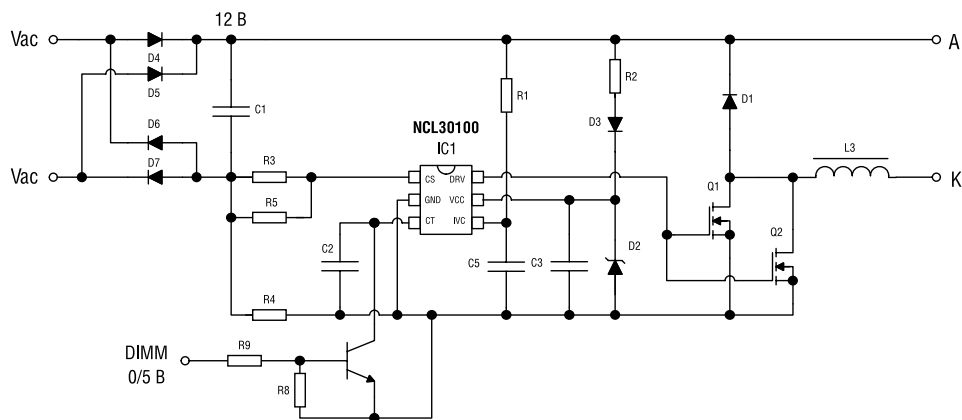 12 В
Vac
A
D4
D5
R2
D1
R1
C1
D3
NCL30100
IC1
D6
D7
L3
Vac
R3
CS
DRV
K
GND
VCC
Q1
R5
CT
IVC
C2
C5
C3
D2
Q2
R4
DIMM
0/5 В
R9
R8